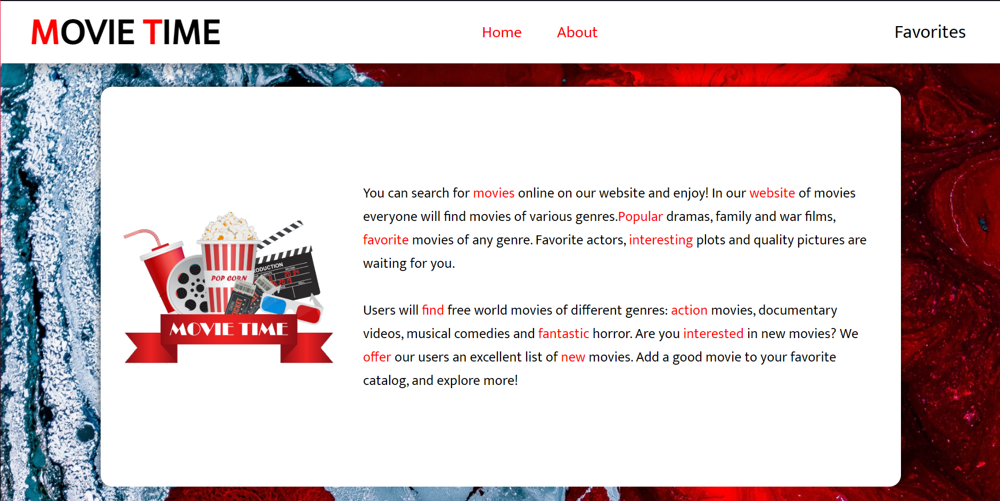 MOVIE TIME
Home
About
Favorites
You can search for movies online on our website and enjoy! In our website of movies
everyone will find movies of various genres.Popular dramas, family and war films,
favorite movies of any genre. Favorite actors, interesting plots and quality pictures are
waiting for you.
POP CORN
MOVIE TIME
Users will find free world movies of different genres: action movies, documentary
videos, musical comedies and fantastic horror. Are you interested in new movies? We
offer our users an excellent list of new movies. Add a good movie to your favorite
catalog, and explore more!